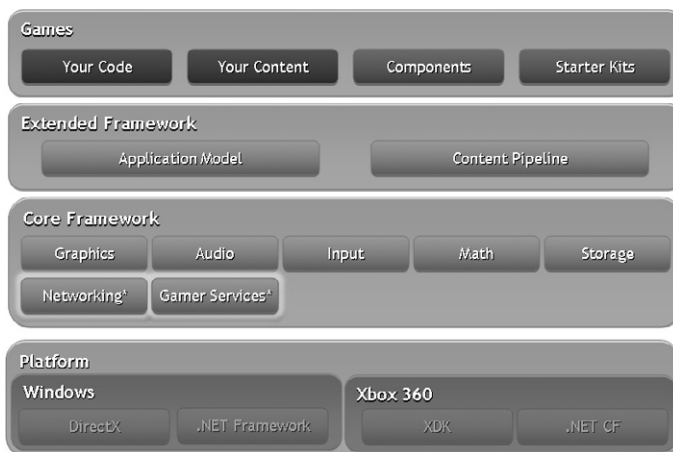 Games
Your Code Your Content Components Starter Kits
Extended Framework
Application Model Content Pipeline
Core Framework
Graphics Audio Input Math Storage
Networking* Gamer Services*
Platform
Windows Xbox 360
DirectX .NET Framework XDK .NET CF